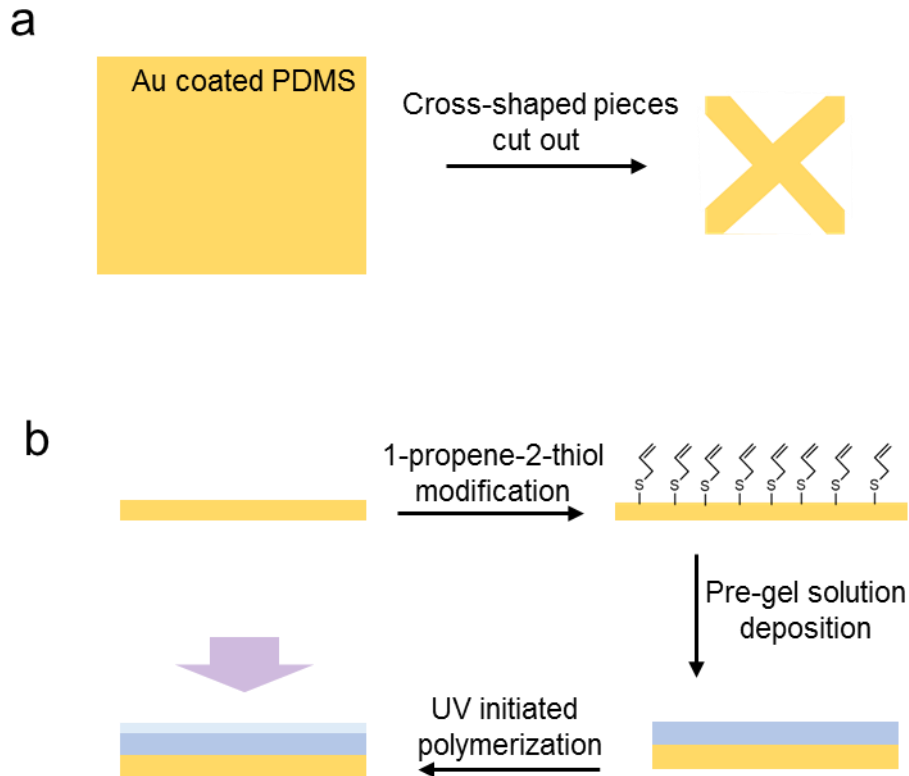 a
Au coated PDMS
Cross-shaped pieces
cut out
b
1-propene-2-thiol
modification
S S S S S S S S
Pre-gel solution
deposition
UV initiated
polymerization